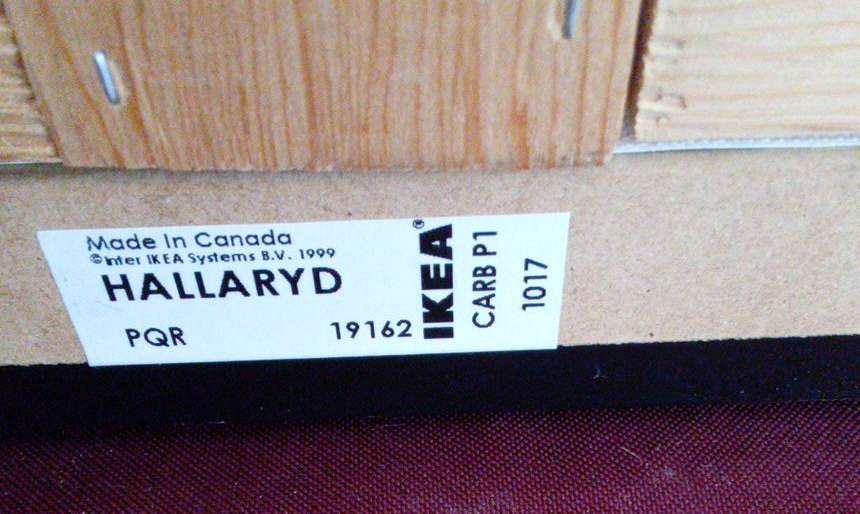 Made In Canada
©Inter IKEA Systems B.V. 1999
HALLARYD
PQR 19162
IKEA®
CARB P1
1017